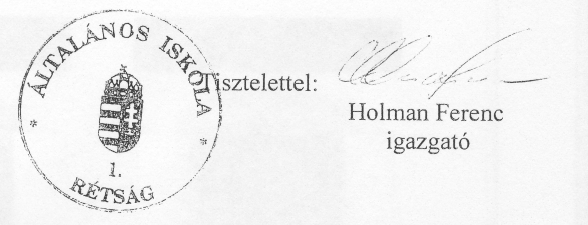 ÁLTALÁNOS ISKOLA
* *
1.
RÉTSÁG
Tisztelettel:
Holman Ferenc
igazgató